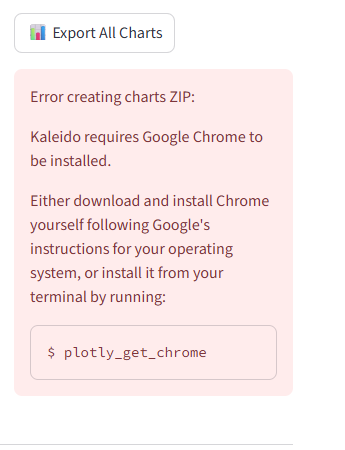 Export All Charts
Error creating charts ZIP:
Kaleido requires Google Chrome to
be installed.
Either download and install Chrome
yourself following Google's
instructions for your operating
system, or install it from your
terminal by running:
$ plotly_get_chrome